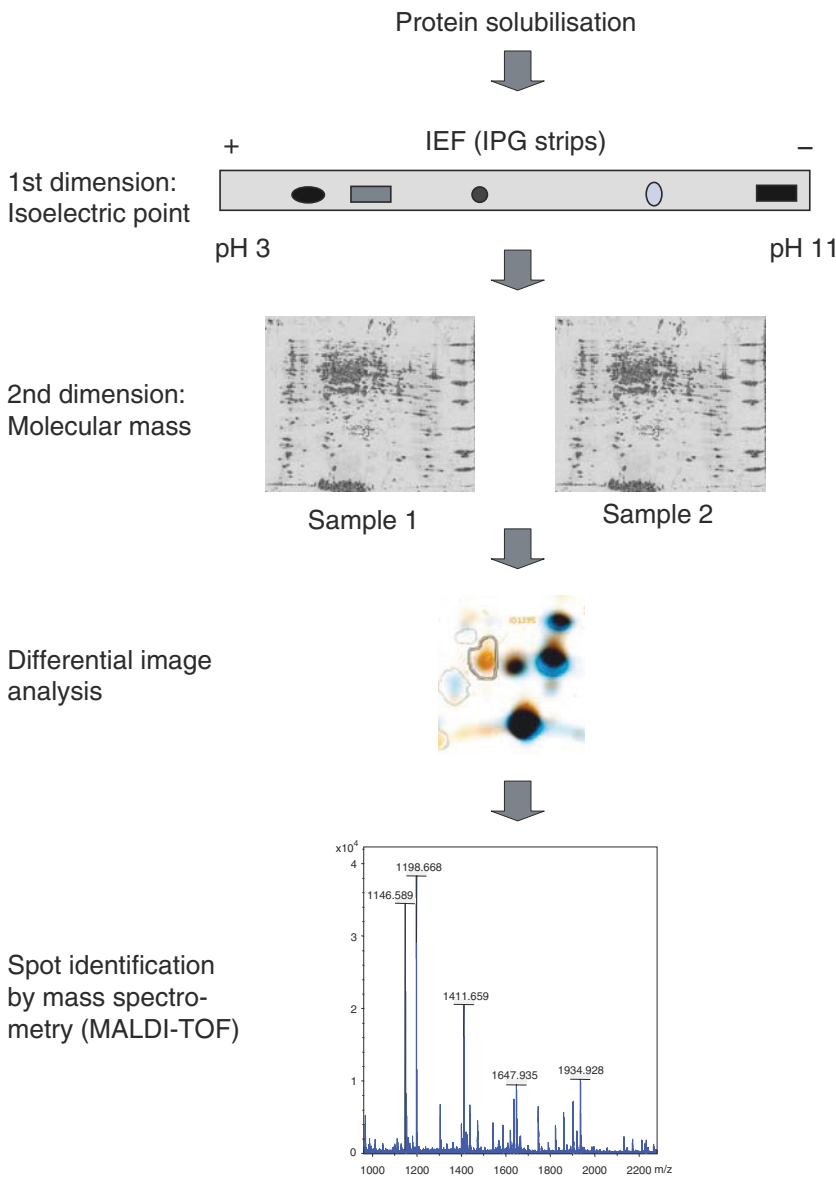 Protein solubilisation
+ IEF (IPG strips) –
1st dimension:
Isoelectric point
pH 3 pH 11
2nd dimension:
Molecular mass
Sample 1 Sample 2
Differential image
analysis
Spot identification
by mass spectro-
metry (MALDI-TOF)
x10⁴
4
3
2
1
0
1198.668
1146.589
1411.659
1647.935
1934.928
1000 1200 1400 1600 1800 2000 2200 m/z